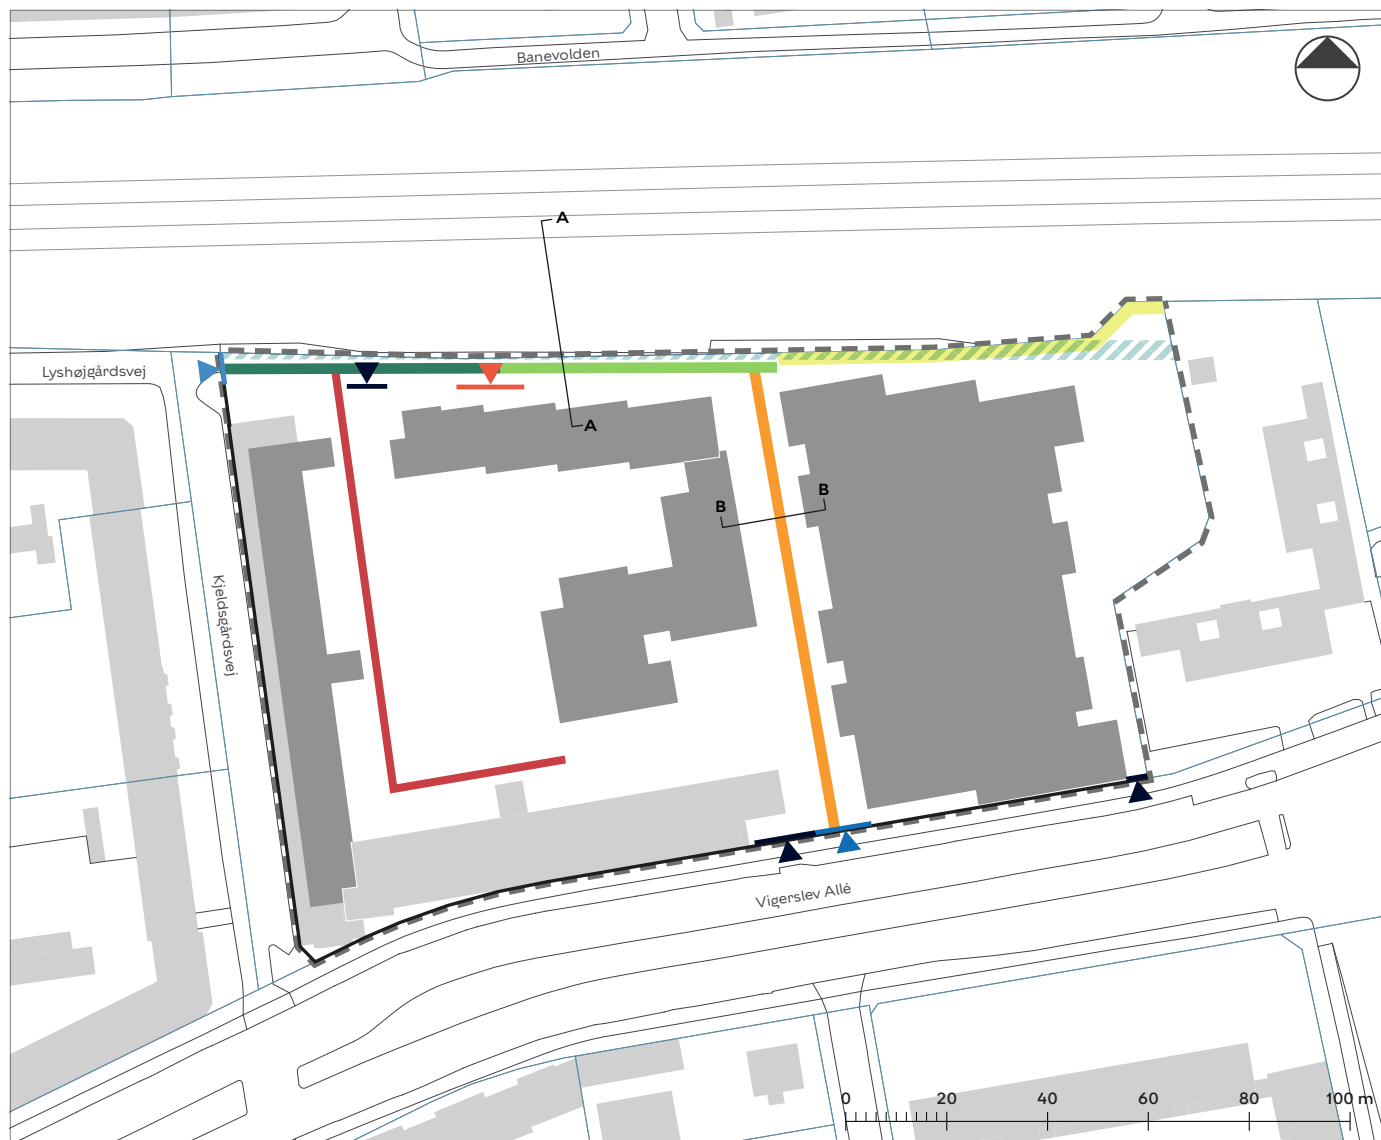 Banevolden
A
Lyshøjgårdsvej
A
B
B
Kjeldsgårdsvej
Vigerslev Allé
0 20 40 60 80 100 m